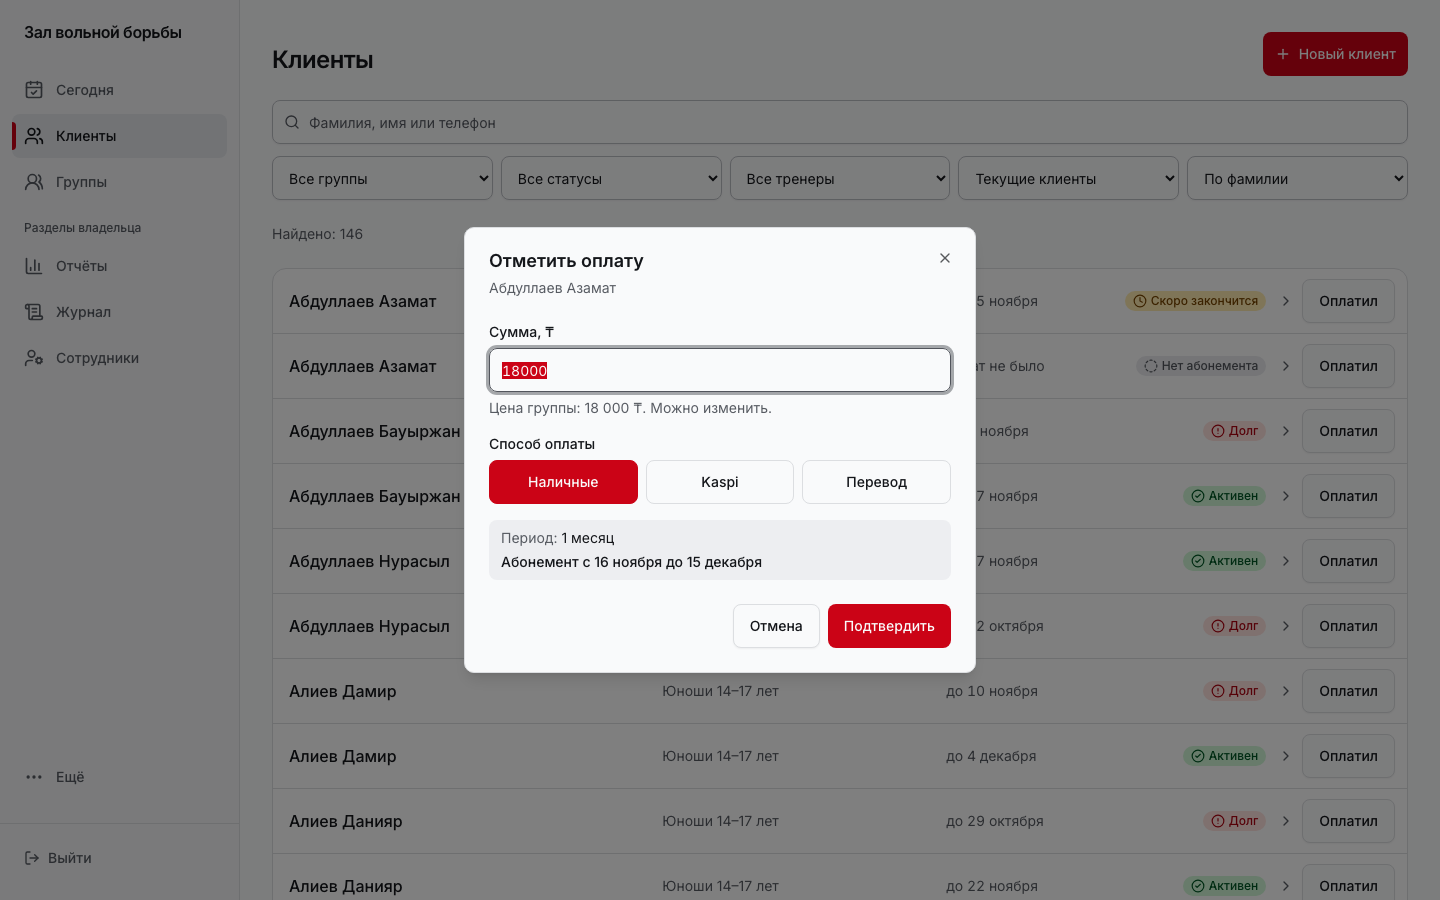 Зал вольной борьбы
Сегодня
Клиенты
Группы
Разделы владельца
Отчёты
Журнал
Сотрудники
Ещё
Выйти
Клиенты
Новый клиент
Фамилия, имя или телефон
Все группы
Все статусы
Все тренеры
Текущие клиенты
По фамилии
Найдено: 146
Абдуллаев Азамат
5 ноября
Скоро закончится
Оплатил
Абдуллаев Азамат
не было
Нет абонемента
Оплатил
Абдуллаев Бауыржан
ноября
Долг
Оплатил
Абдуллаев Бауыржан
7 ноября
Активен
Оплатил
Абдуллаев Нурасыл
7 ноября
Активен
Оплатил
Абдуллаев Нурасыл
2 октября
Долг
Оплатил
Алиев Дамир
Юноши 14–17 лет
до 10 ноября
Долг
Оплатил
Алиев Дамир
Юноши 14–17 лет
до 4 декабря
Активен
Оплатил
Алиев Данияр
Юноши 14–17 лет
до 29 октября
Долг
Оплатил
Алиев Данияр
Юноши 14–17 лет
до 22 ноября
Активен
Оплатил
Отметить оплату
Абдуллаев Азамат
Сумма, ₸
18000
Цена группы: 18 000 ₸. Можно изменить.
Способ оплаты
Наличные
Kaspi
Перевод
Период: 1 месяц
Абонемент с 16 ноября до 15 декабря
Отмена
Подтвердить